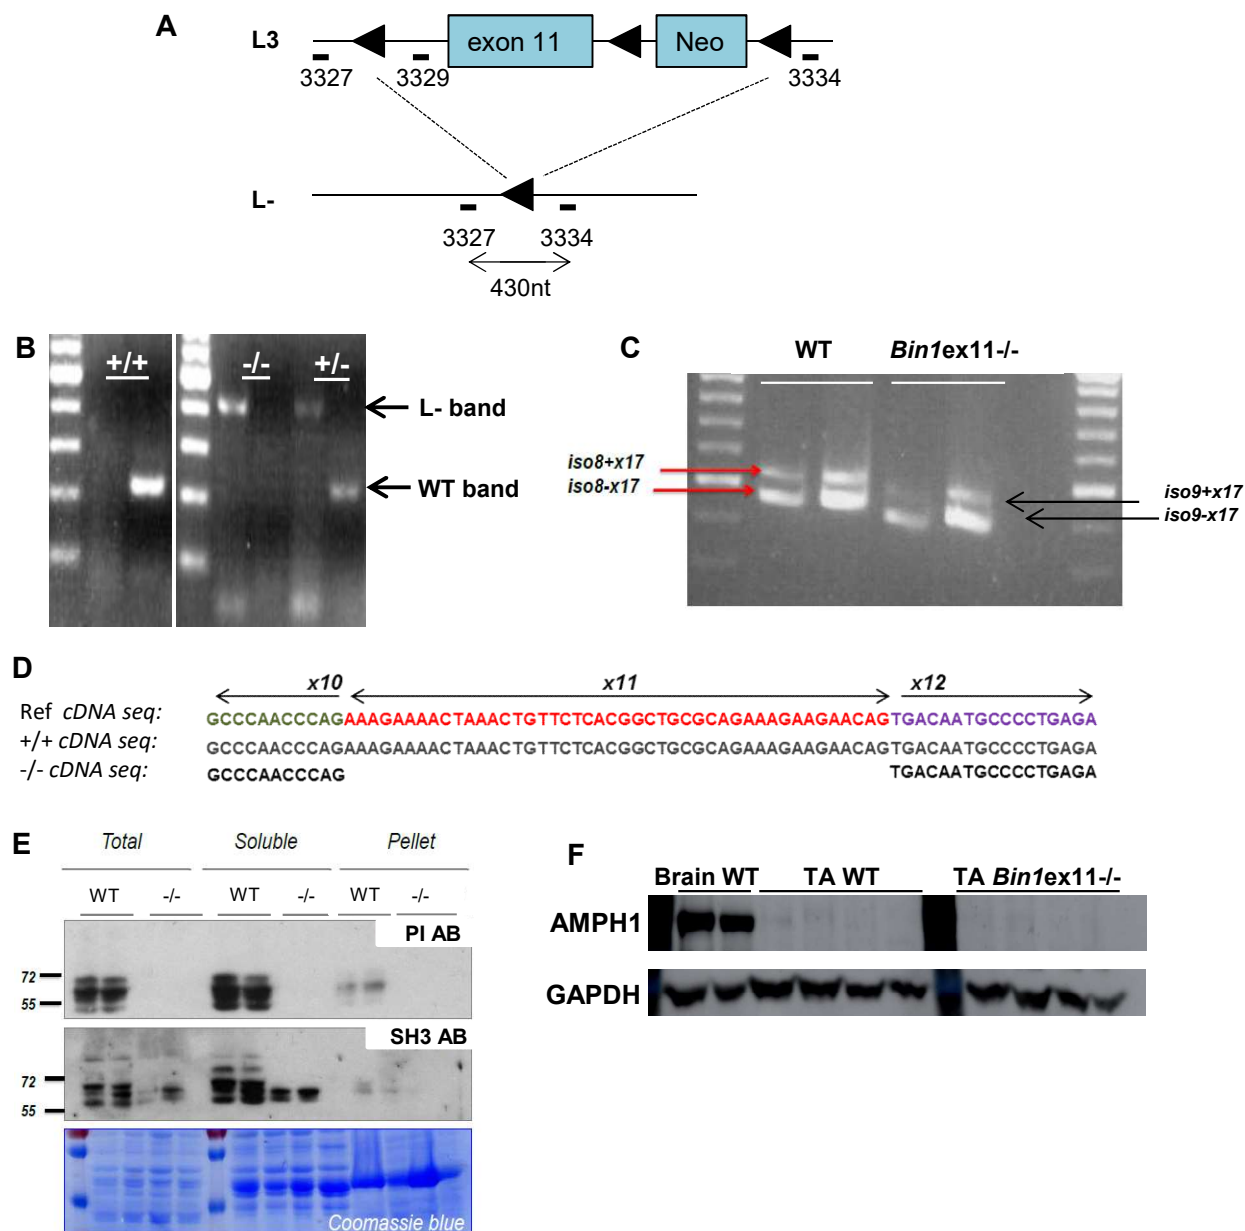 A
L3
exon 11
Neo
3327
3329
3334
L-
3327
3334
430nt
B
+/+
-/-
+/-
L- band
WT band
C
WT
Bin1ex11-/-
iso8+x17
iso8-x17
iso9+x17
iso9-x17
D
x10
x11
x12
Ref cDNA seq:
GCCCAACCCAGAAAGAAAACTAAACTGTTCTCACGGCTGCGCAGAAAGAAGAACAGTGACAATGCCCCTGAGA
+/+ cDNA seq:
GCCCAACCCAGAAAGAAAACTAAACTGTTCTCACGGCTGCGCAGAAAGAAGAACAGTGACAATGCCCCTGAGA
-/- cDNA seq:
GCCCAACCCAG TGACAATGCCCCTGAGA
E
Total
Soluble
Pellet
WT
-/-
WT
-/-
WT
-/-
PI AB
72
55
SH3 AB
72
55
Coomassie blue
F
Brain WT
TA WT
TA Bin1ex11-/-
AMPH1
GAPDH